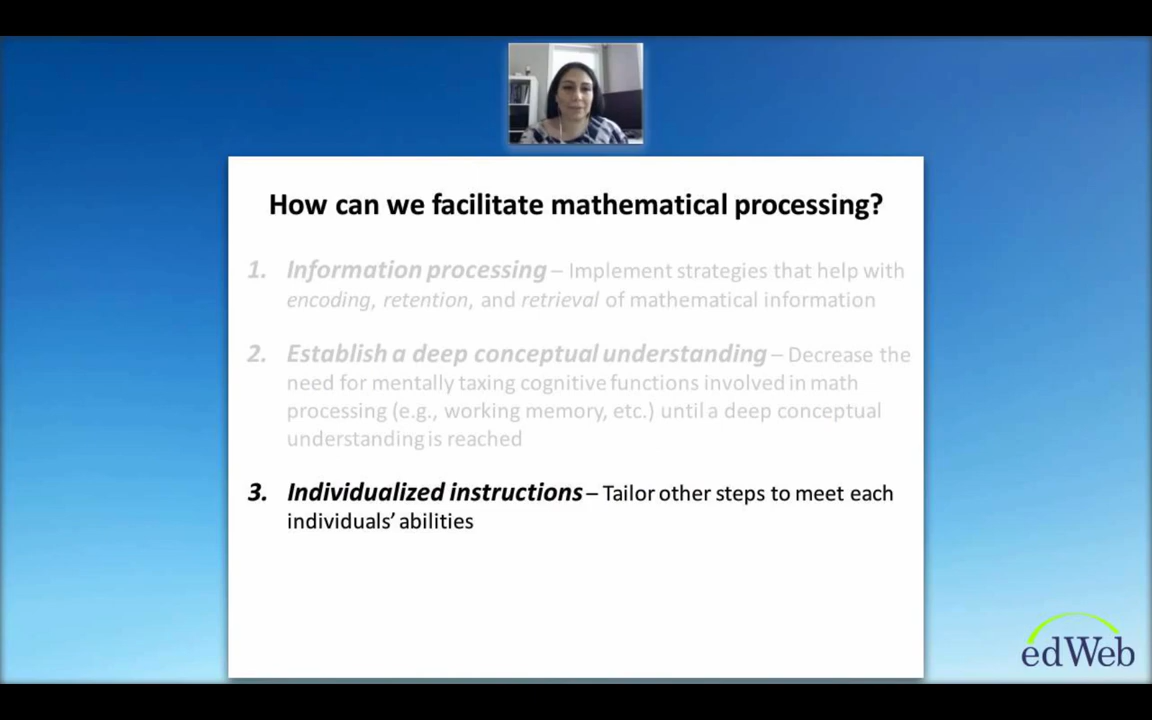 How can we facilitate mathematical processing?
1. Information processing – Implement strategies that help with
encoding, retention, and retrieval of mathematical information
2. Establish a deep conceptual understanding – Decrease the
need for mentally taxing cognitive functions involved in math
processing (e.g., working memory, etc.) until a deep conceptual
understanding is reached
3. Individualized instructions – Tailor other steps to meet each
individuals’ abilities
edWeb